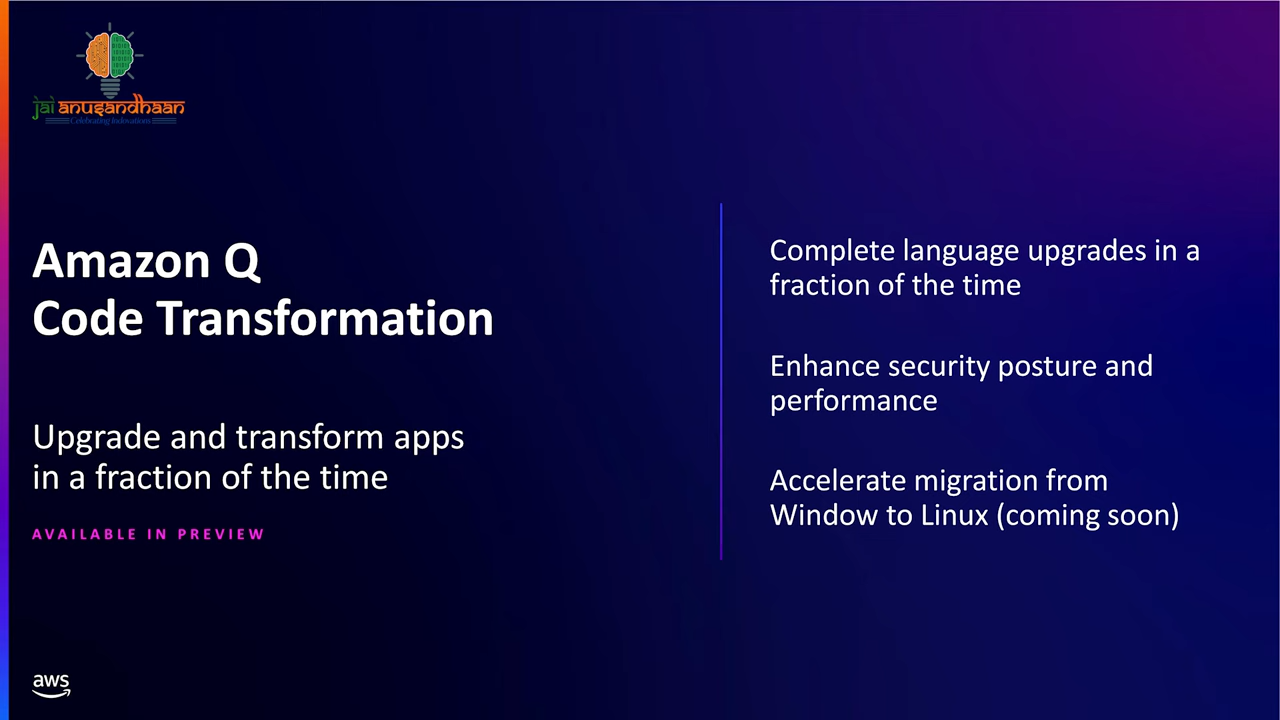 jai anusandhaan
Celebrating Indovations
Amazon Q
Code Transformation
Upgrade and transform apps
in a fraction of the time
AVAILABLE IN PREVIEW
Complete language upgrades in a
fraction of the time
Enhance security posture and
performance
Accelerate migration from
Window to Linux (coming soon)
aws